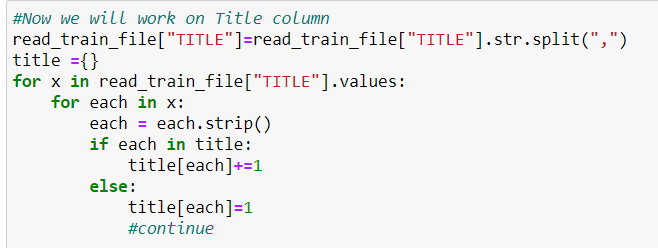 #Now we will work on Title column
read_train_file["TITLE"]=read_train_file["TITLE"].str.split(",")
title ={}
for x in read_train_file["TITLE"].values:
    for each in x:
        each = each.strip()
        if each in title:
            title[each]+=1
        else:
            title[each]=1
            #continue